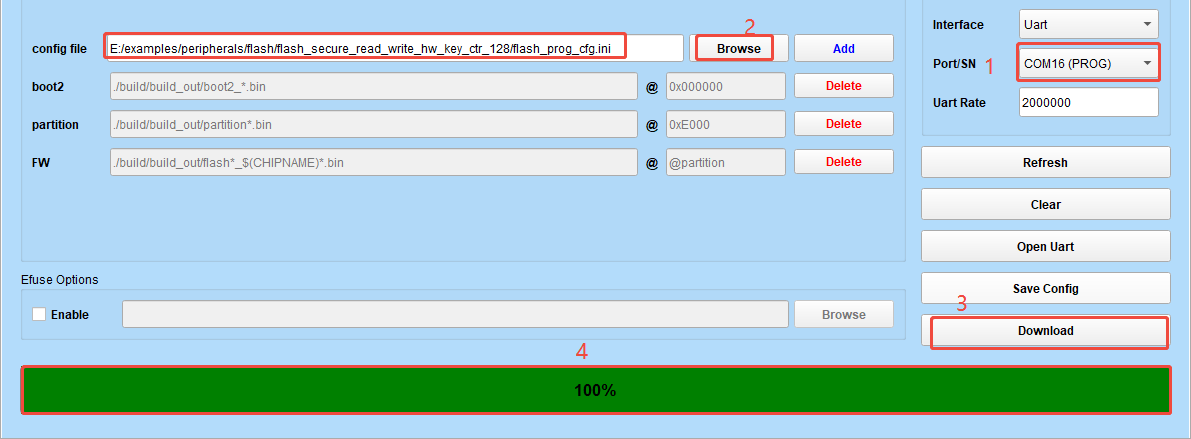 Interface Uart
2
config file E:/examples/peripherals/flash/flash_secure_read_write_hw_key_ctr_128/flash_prog_cfg.ini Browse Add
1
Port/SN COM16 (PROG)
boot2 ./build/build_out/boot2_*.bin @ 0x000000 Delete
Uart Rate 2000000
partition ./build/build_out/partition*.bin @ 0xE000 Delete
FW ./build/build_out/flash*_$(CHIPNAME)*.bin @ @partition Delete
Refresh
Clear
Open Uart
Efuse Options
Save Config
Enable Browse
3
Download
4
100%